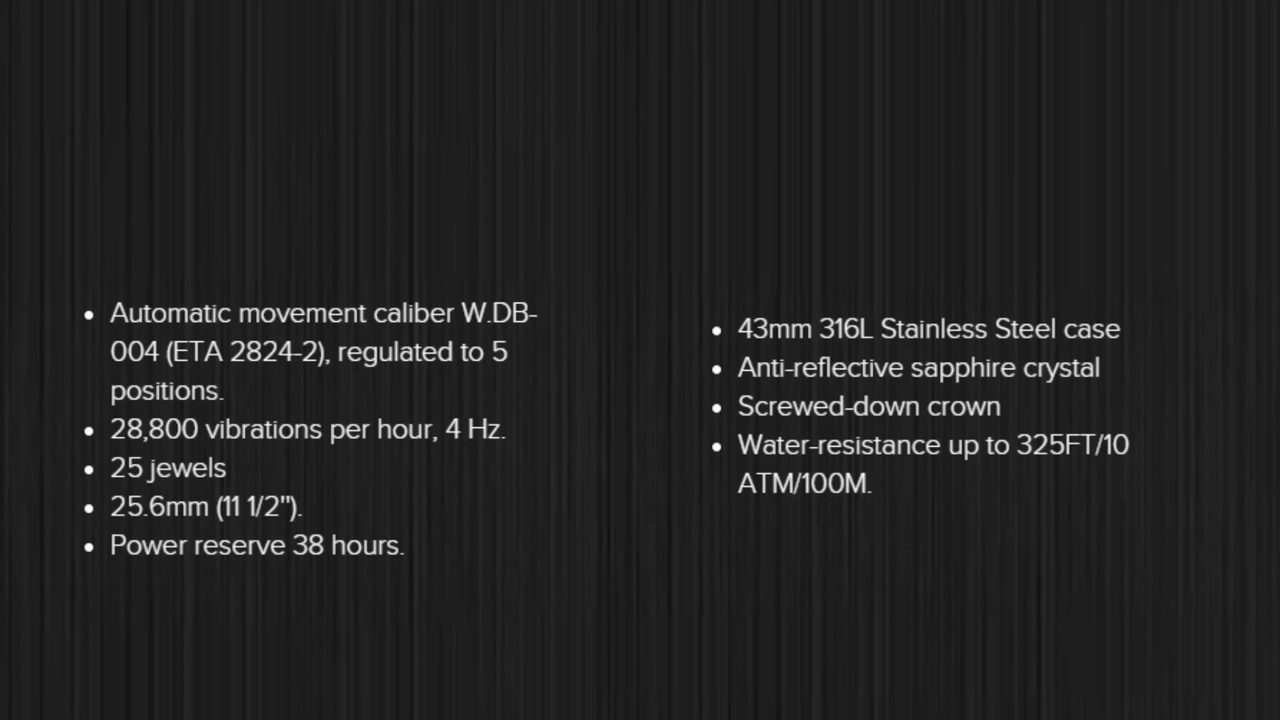 • Automatic movement caliber W.DB-
004 (ETA 2824-2), regulated to 5
positions.
• 28,800 vibrations per hour, 4 Hz.
• 25 jewels
• 25.6mm (11 1/2").
• Power reserve 38 hours.
• 43mm 316L Stainless Steel case
• Anti-reflective sapphire crystal
• Screwed-down crown
• Water-resistance up to 325FT/10
ATM/100M.